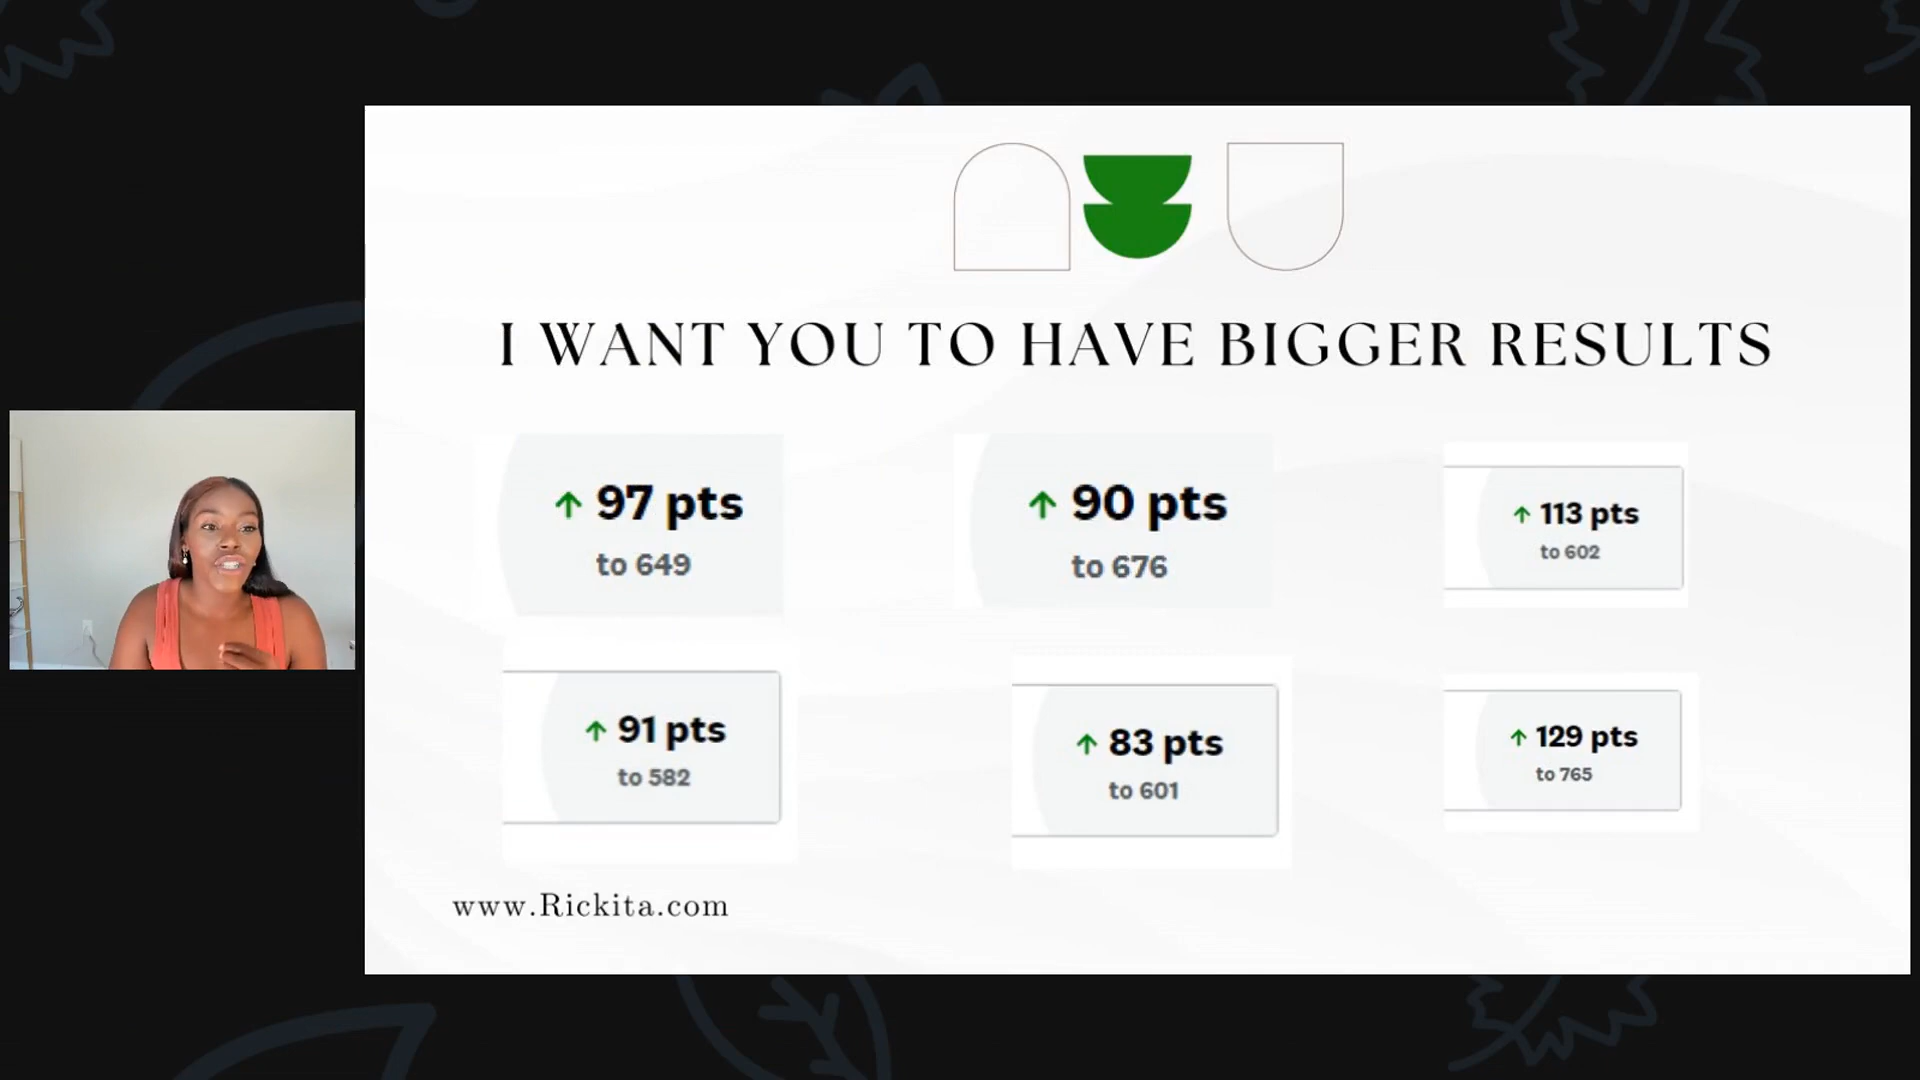 I WANT YOU TO HAVE BIGGER RESULTS
↑ 97 pts
to 649
↑ 90 pts
to 676
↑ 113 pts
to 602
↑ 91 pts
to 582
↑ 83 pts
to 601
↑ 129 pts
to 765
www.Rickita.com